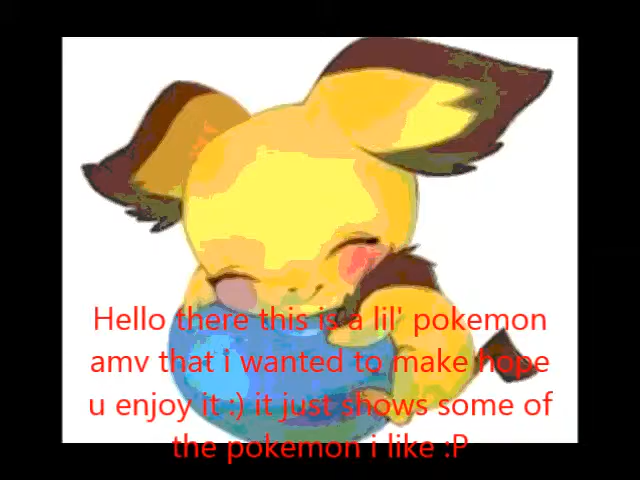 Hello there this is a lil' pokemon
amv that i wanted to make hope
u enjoy it :) it just shows some of
the pokemon i like :P